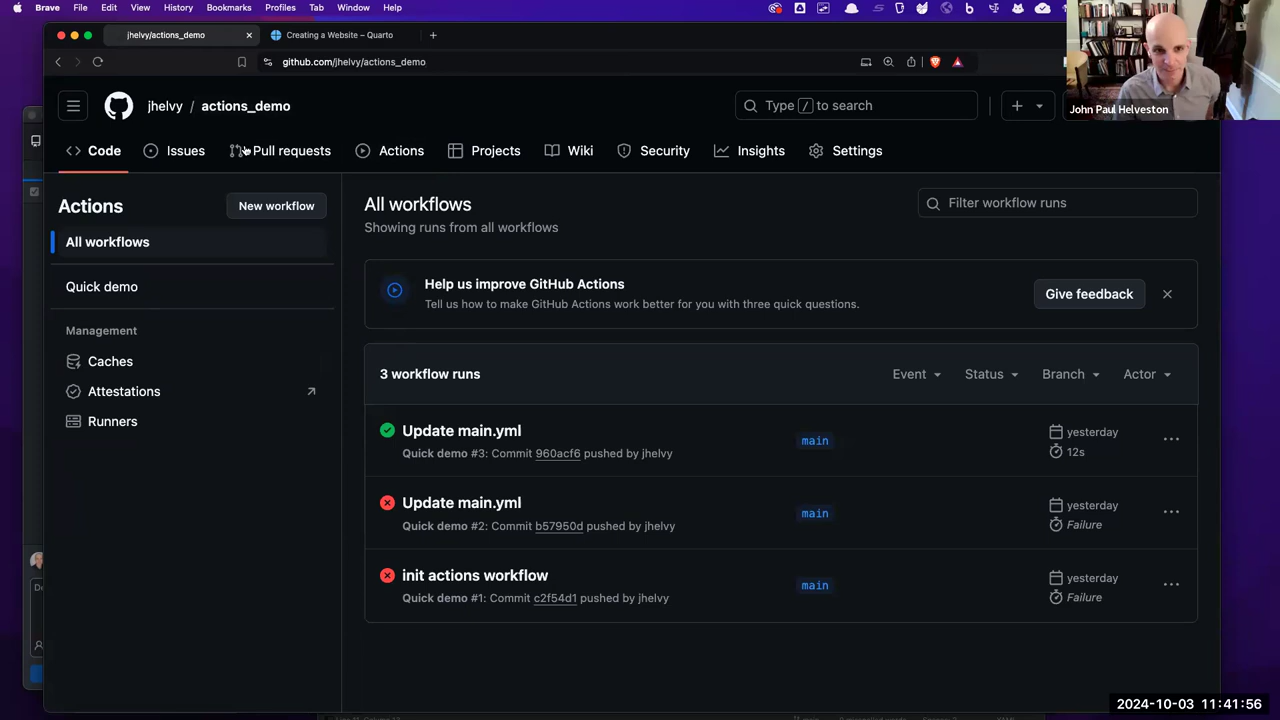 Brave File Edit View History Bookmarks Profiles Tab Window Help
jhelvy/actions_demo
Creating a Website – Quarto
github.com/jhelvy/actions_demo
John Paul Helveston
jhelvy / actions_demo
Type / to search
Code Issues Pull requests Actions Projects Wiki Security Insights Settings
Actions
New workflow
All workflows
Quick demo
Management
Caches
Attestations
Runners
All workflows
Showing runs from all workflows
Filter workflow runs
Help us improve GitHub Actions
Tell us how to make GitHub Actions work better for you with three quick questions.
Give feedback
3 workflow runs
Event Status Branch Actor
Update main.yml
Quick demo #3: Commit 960acf6 pushed by jhelvy
main
yesterday
12s
Update main.yml
Quick demo #2: Commit b57950d pushed by jhelvy
main
yesterday
Failure
init actions workflow
Quick demo #1: Commit c2f54d1 pushed by jhelvy
main
yesterday
Failure
2024-10-03 11:41:56